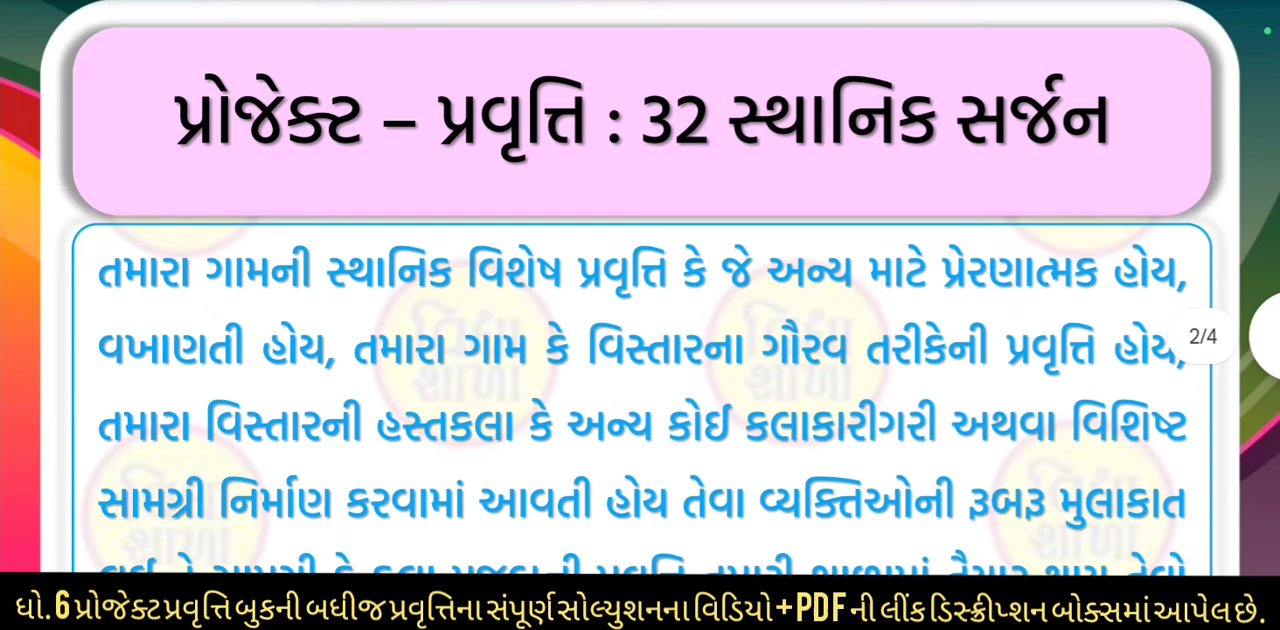 પ્રોજેક્ટ – પ્રવૃત્તિ : 32 સ્થાનિક સર્જન
તમારા ગામની સ્થાનિક વિશેષ પ્રવૃત્તિ કે જે અન્ય માટે પ્રેરણાત્મક હોય,
વખાણતી હોય, તમારા ગામ કે વિસ્તારના ગૌરવ તરીકેની પ્રવૃત્તિ હોય,
2/4
તમારા વિસ્તારની હસ્તકલા કે અન્ય કોઈ કલાકારીગરી અથવા વિશિષ્ટ
સામગ્રી નિર્માણ કરવામાં આવતી હોય તેવા વ્યક્તિઓની રૂબરૂ મુલાકાત
ધો. 6 પ્રોજેક્ટ પ્રવૃત્તિ બુકની બધીજ પ્રવૃત્તિના સંપૂર્ણ સોલ્યુશનના વિડિયો + PDF ની લીંક ડિસ્ક્રીપ્શન બોક્સમાં આપેલ છે.